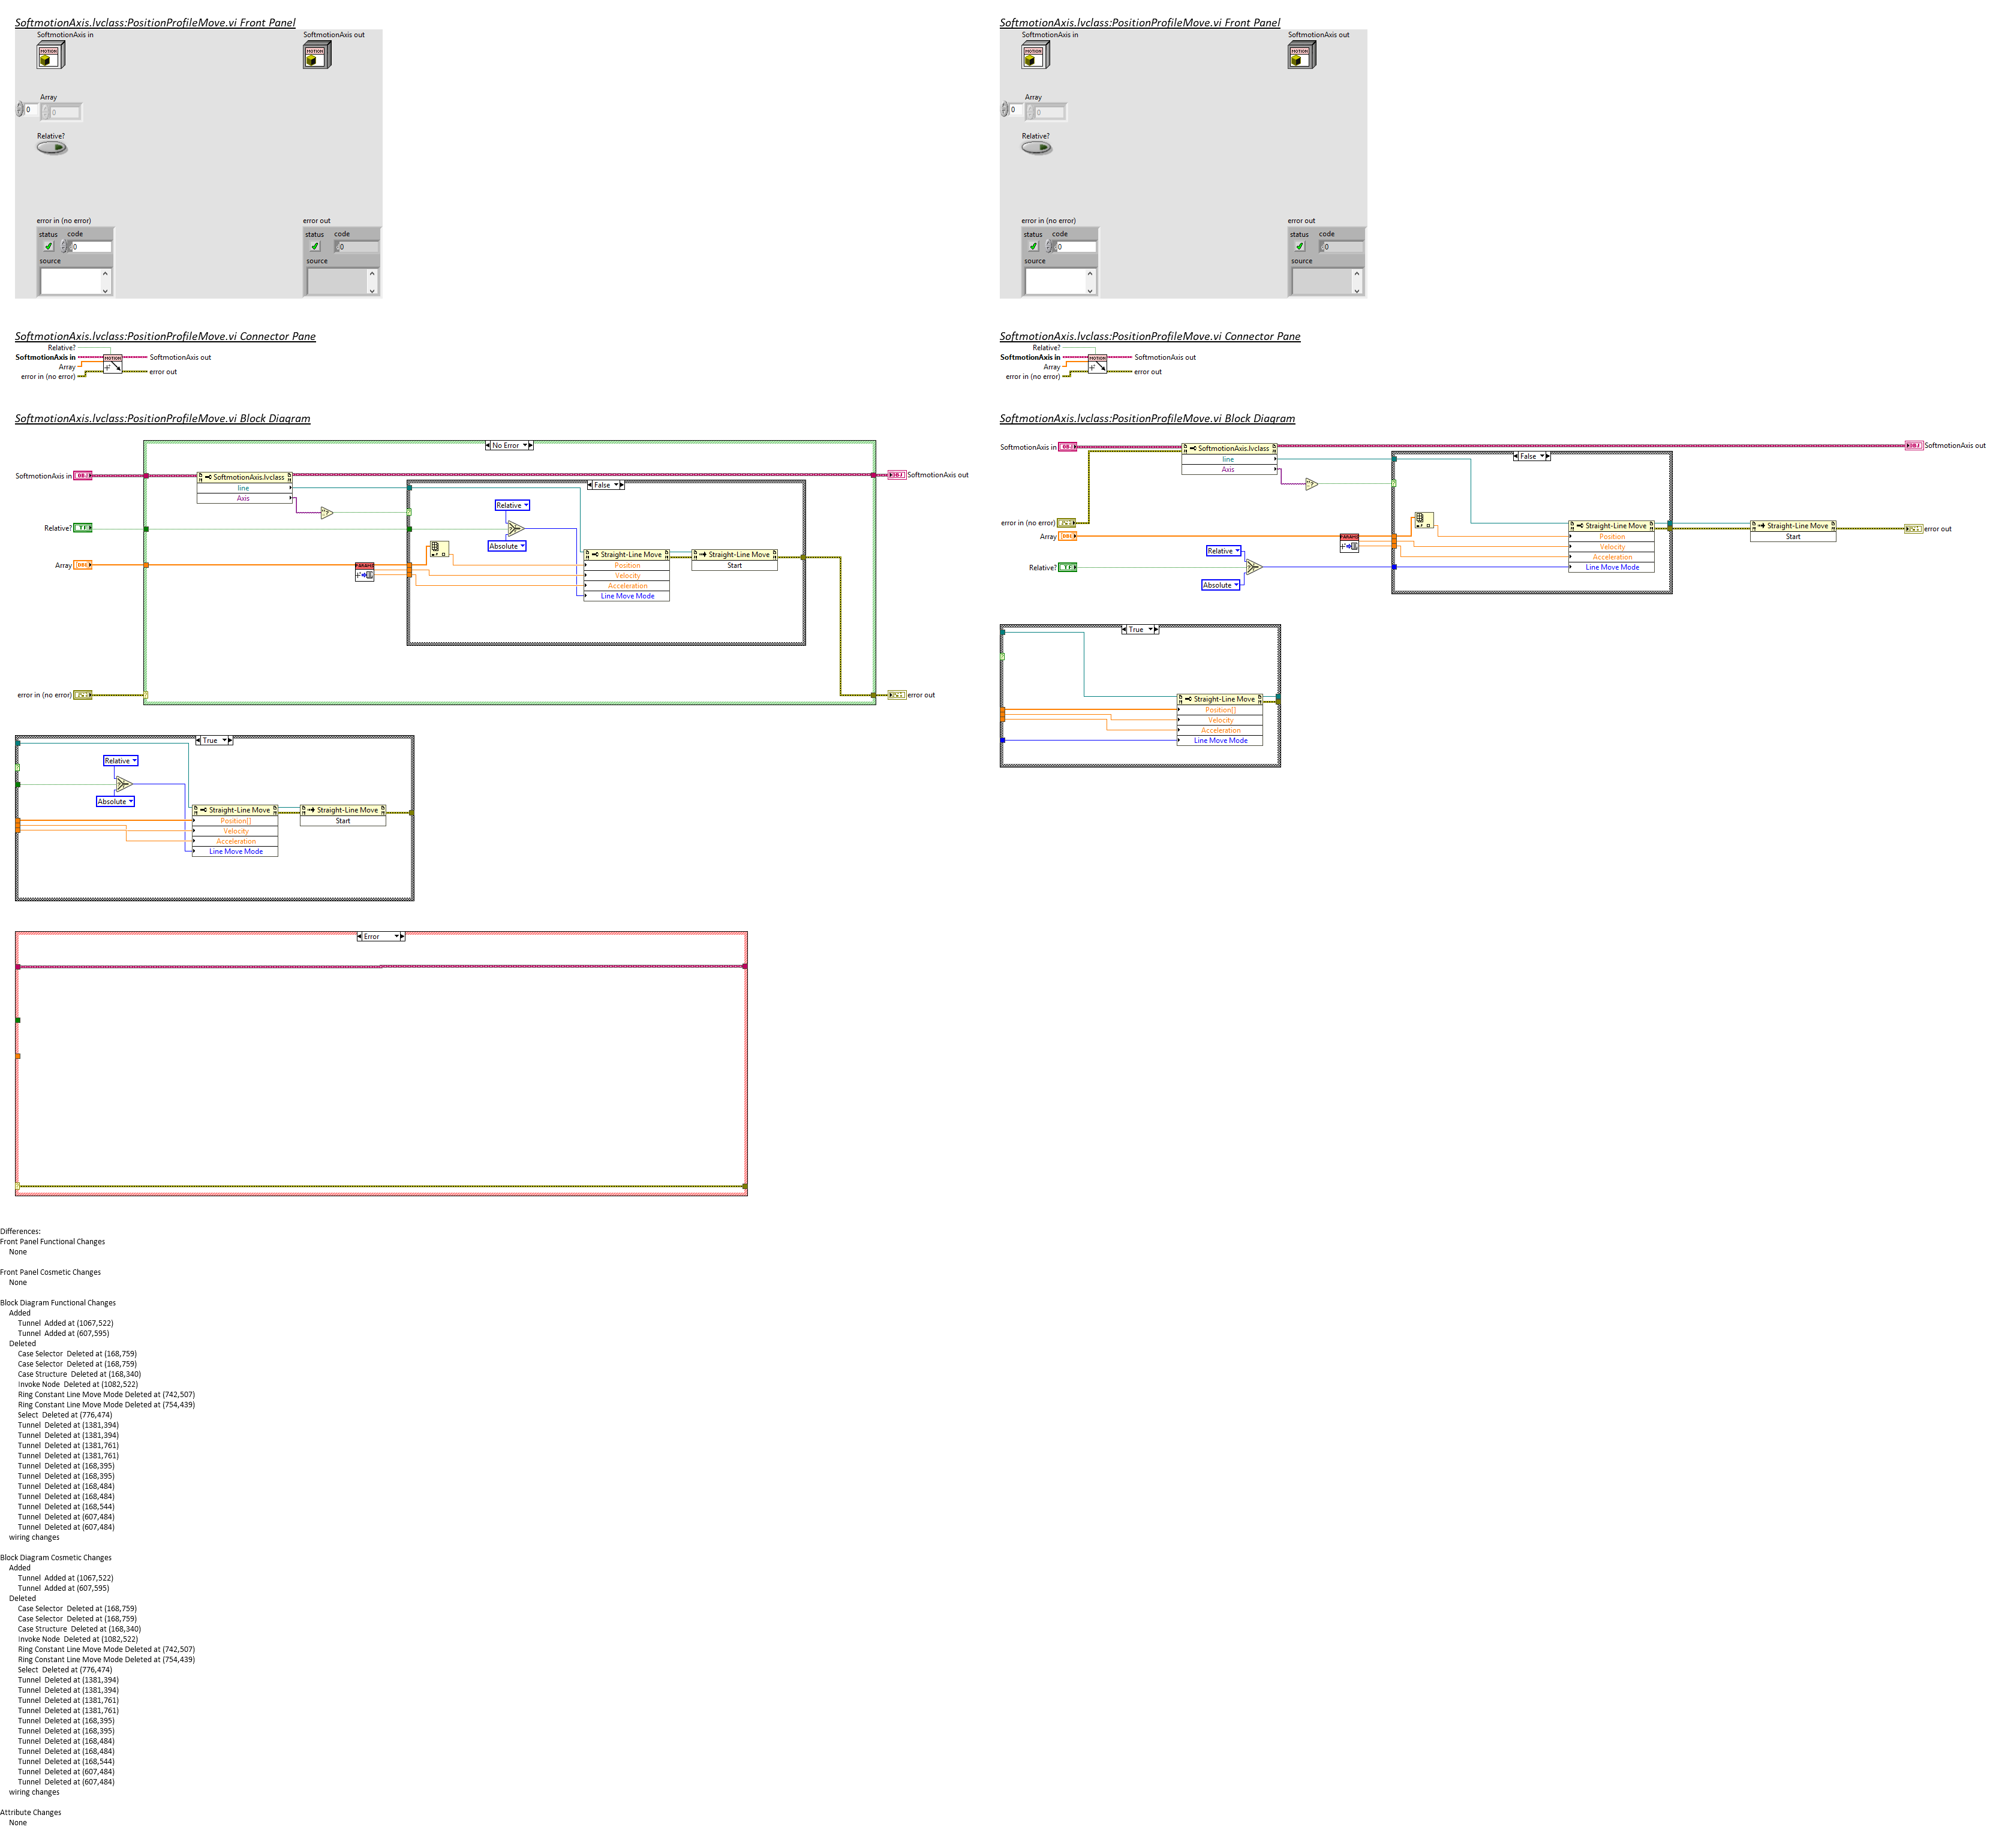 SoftmotionAxis.lvclass:PositionProfileMove.vi Front Panel
SoftmotionAxis in
SoftmotionAxis out
MOTION
MOTION
Array
0
0
Relative?
error in (no error)
error out
status code
0
source
status code
0
source
SoftmotionAxis.lvclass:PositionProfileMove.vi Connector Pane
Relative?
SoftmotionAxis in
MOTION
SoftmotionAxis out
Array
error in (no error)
error out
SoftmotionAxis.lvclass:PositionProfileMove.vi Block Diagram
No Error
SoftmotionAxis in
OBJ
SoftmotionAxis.lvclass
line
Axis
False
OBJ
SoftmotionAxis out
Relative
Relative?
TF
Absolute
Array
DBL
PARAMS
Straight-Line Move
Position
Velocity
Acceleration
Line Move Mode
Straight-Line Move
Start
error in (no error)
error out
True
Relative
Absolute
Straight-Line Move
Position[]
Velocity
Acceleration
Line Move Mode
Straight-Line Move
Start
Error
Differences:
Front Panel Functional Changes
None
Front Panel Cosmetic Changes
None
Block Diagram Functional Changes
Added
Tunnel Added at (1067,522)
Tunnel Added at (607,595)
Deleted
Case Selector Deleted at (168,759)
Case Selector Deleted at (168,759)
Case Structure Deleted at (168,340)
Invoke Node Deleted at (1082,522)
Ring Constant Line Move Mode Deleted at (742,507)
Ring Constant Line Move Mode Deleted at (754,439)
Select Deleted at (776,474)
Tunnel Deleted at (1381,394)
Tunnel Deleted at (1381,394)
Tunnel Deleted at (1381,761)
Tunnel Deleted at (1381,761)
Tunnel Deleted at (168,395)
Tunnel Deleted at (168,395)
Tunnel Deleted at (168,484)
Tunnel Deleted at (168,484)
Tunnel Deleted at (168,544)
Tunnel Deleted at (607,484)
Tunnel Deleted at (607,484)
wiring changes
Block Diagram Cosmetic Changes
Added
Tunnel Added at (1067,522)
Tunnel Added at (607,595)
Deleted
Case Selector Deleted at (168,759)
Case Selector Deleted at (168,759)
Case Structure Deleted at (168,340)
Invoke Node Deleted at (1082,522)
Ring Constant Line Move Mode Deleted at (742,507)
Ring Constant Line Move Mode Deleted at (754,439)
Select Deleted at (776,474)
Tunnel Deleted at (1381,394)
Tunnel Deleted at (1381,394)
Tunnel Deleted at (1381,761)
Tunnel Deleted at (1381,761)
Tunnel Deleted at (168,395)
Tunnel Deleted at (168,395)
Tunnel Deleted at (168,484)
Tunnel Deleted at (168,484)
Tunnel Deleted at (168,544)
Tunnel Deleted at (607,484)
Tunnel Deleted at (607,484)
wiring changes
Attribute Changes
None
SoftmotionAxis.lvclass:PositionProfileMove.vi Front Panel
SoftmotionAxis in
SoftmotionAxis out
MOTION
MOTION
Array
0
0
Relative?
error in (no error)
error out
status code
0
source
status code
0
source
SoftmotionAxis.lvclass:PositionProfileMove.vi Connector Pane
Relative?
SoftmotionAxis in
MOTION
SoftmotionAxis out
Array
error in (no error)
error out
SoftmotionAxis.lvclass:PositionProfileMove.vi Block Diagram
SoftmotionAxis in
OBJ
SoftmotionAxis.lvclass
line
Axis
False
OBJ
SoftmotionAxis out
error in (no error)
Array
DBL
PARAMS
Straight-Line Move
Position
Velocity
Acceleration
Line Move Mode
Straight-Line Move
Start
error out
Relative
Relative?
TF
Absolute
True
Straight-Line Move
Position[]
Velocity
Acceleration
Line Move Mode